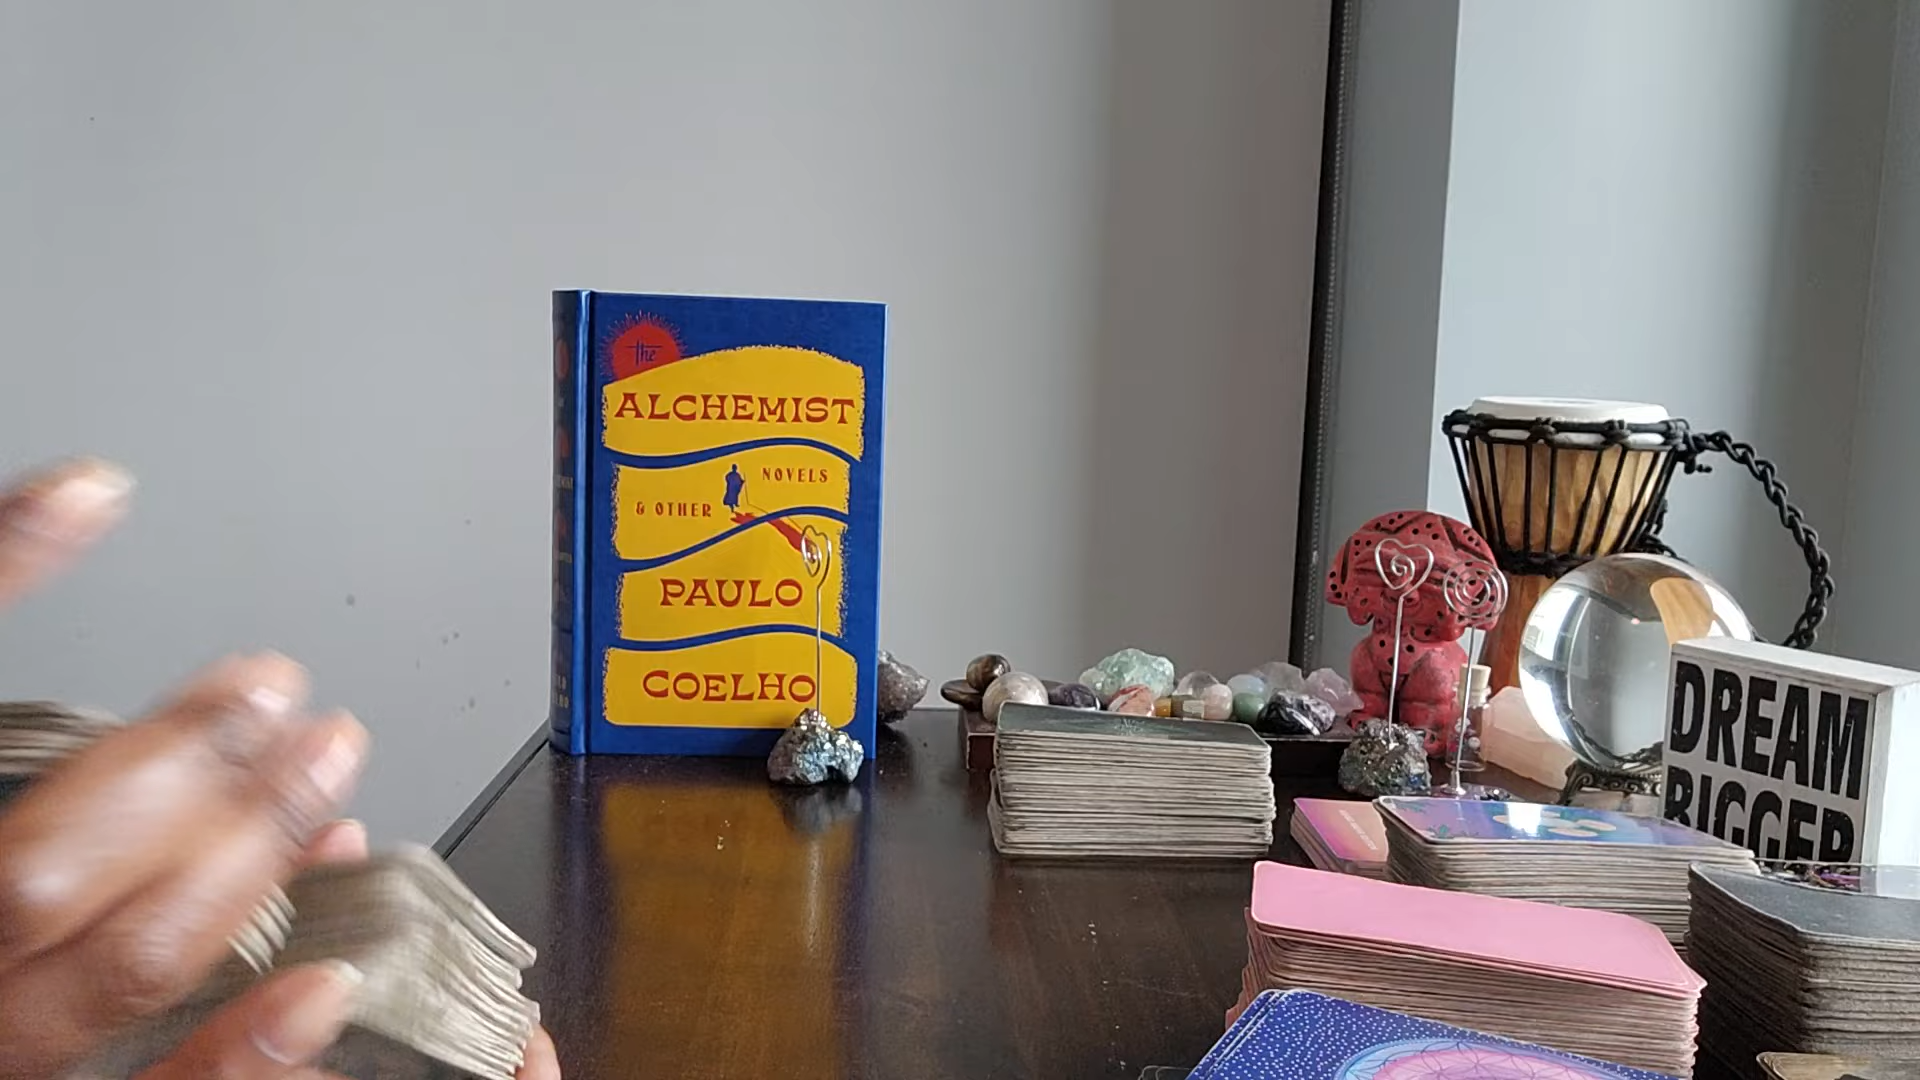 the
ALCHEMIST
NOVELS
& OTHER
PAULO
COELHO
DREAM
BIGGER